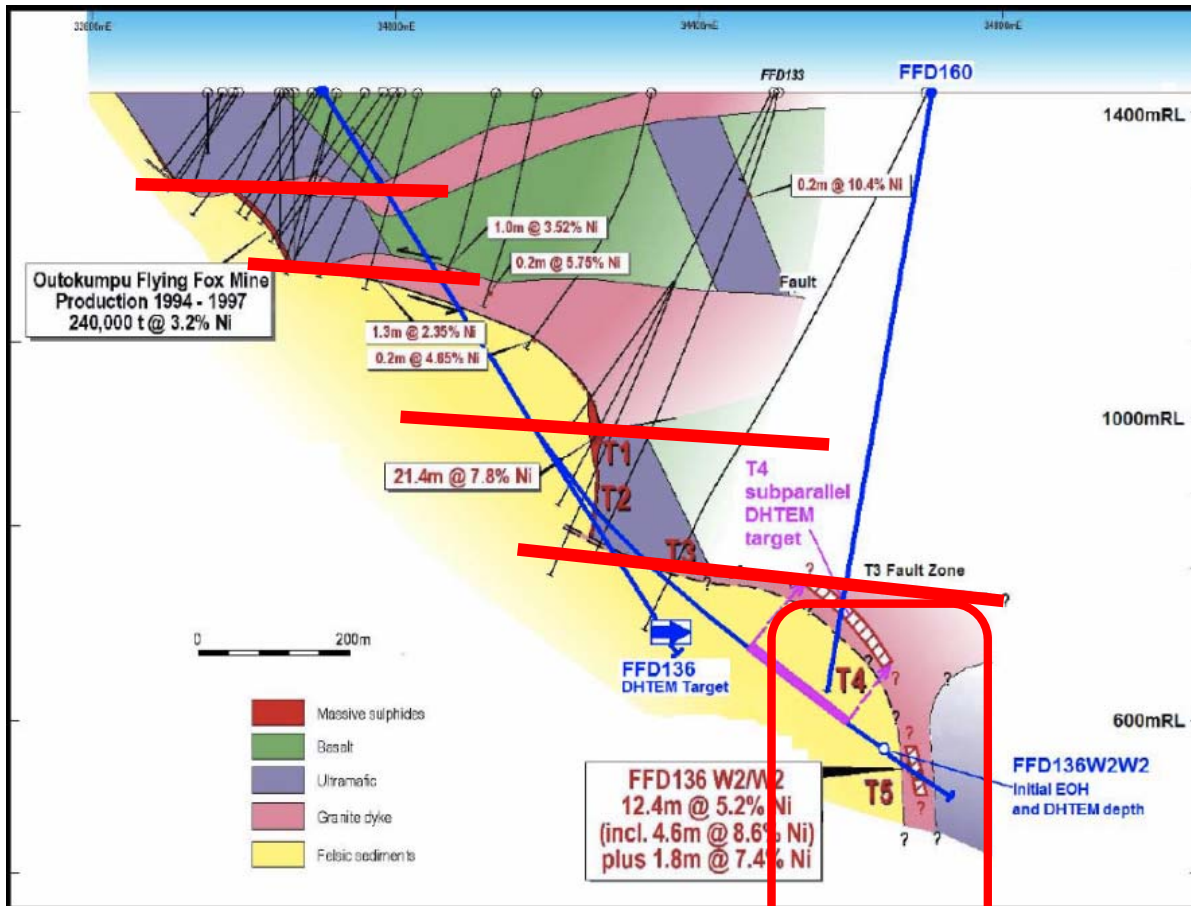 32600mE
34000mE
34400mE
34800mE
FFD133
FFD160
1400mRL
0.2m @ 10.4% Ni
1.0m @ 3.52% Ni
0.2m @ 5.75% Ni
Fault
Outokumpu Flying Fox Mine
Production 1994 - 1997
240,000 t @ 3.2% Ni
1.3m @ 2.35% Ni
0.2m @ 4.65% Ni
1000mRL
T1
21.4m @ 7.8% Ni
T2
T4
subparallel
DHTEM
target
T3
T3 Fault Zone
?
?
?
?
?
0
200m
FFD136
DHTEM Target
T4
?
?
?
?
600mRL
Massive sulphides
Basalt
Ultramafic
Granite dyke
Felsic sediments
?
FFD136 W2/W2
12.4m @ 5.2% Ni
(incl. 4.6m @ 8.6% Ni)
plus 1.8m @ 7.4% Ni
T5
?
?
?
FFD136W2W2
Initial EOH
and DHTEM depth